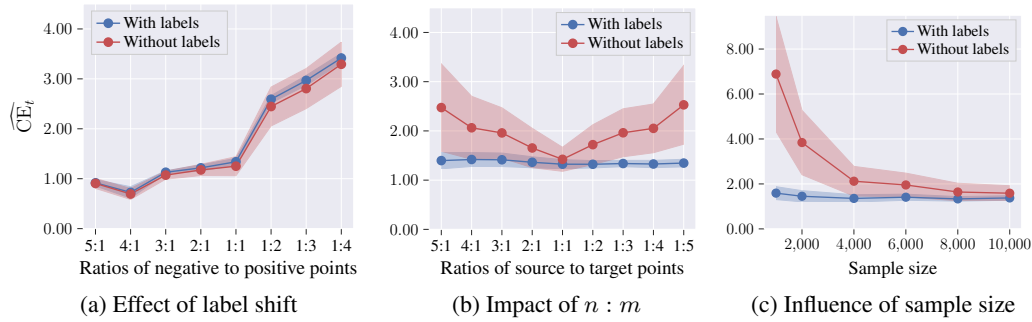 With labels
Without labels
4.00
3.00
2.00
1.00
0.00
CE_t
5:1 4:1 3:1 2:1 1:1 1:2 1:3 1:4
Ratios of negative to positive points
(a) Effect of label shift
With labels
Without labels
4.00
3.00
2.00
1.00
0.00
5:1 4:1 3:1 2:1 1:1 1:2 1:3 1:4 1:5
Ratios of source to target points
(b) Impact of n : m
With labels
Without labels
8.00
6.00
4.00
2.00
0.00
2,000 4,000 6,000 8,000 10,000
Sample size
(c) Influence of sample size